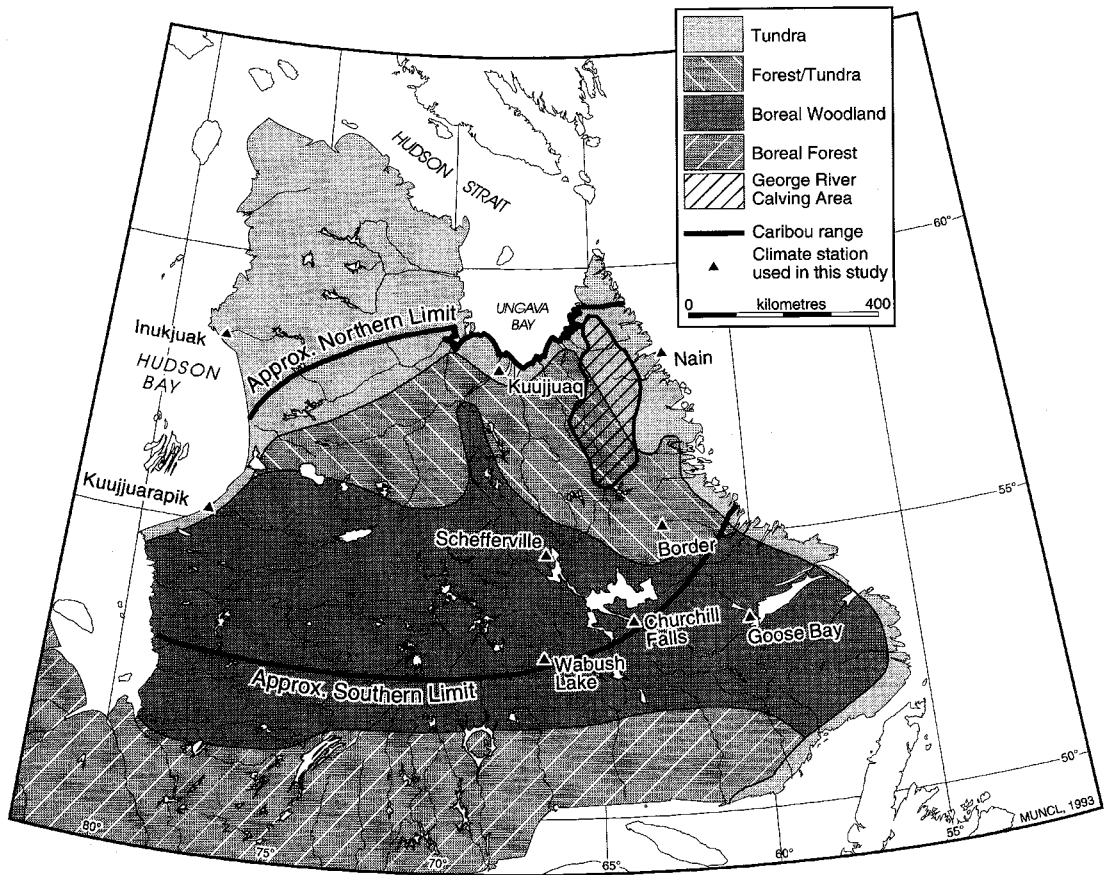 Tundra
Forest/Tundra
Boreal Woodland
Boreal Forest
George River
Calving Area
Caribou range
Climate station
used in this study
0 kilometres 400
HUDSON STRAIT
60°
UNGAVA
BAY
Inukjuak
Approx. Northern Limit
HUDSON
BAY
Nain
Kuujjuaq
Kuujjuarapik
55°
Schefferville
Border
Churchill
Falls
Goose Bay
Wabush
Lake
Approx. Southern Limit
50°
MUNCL, 1993
80°
75°
70°
65°
60°
55°